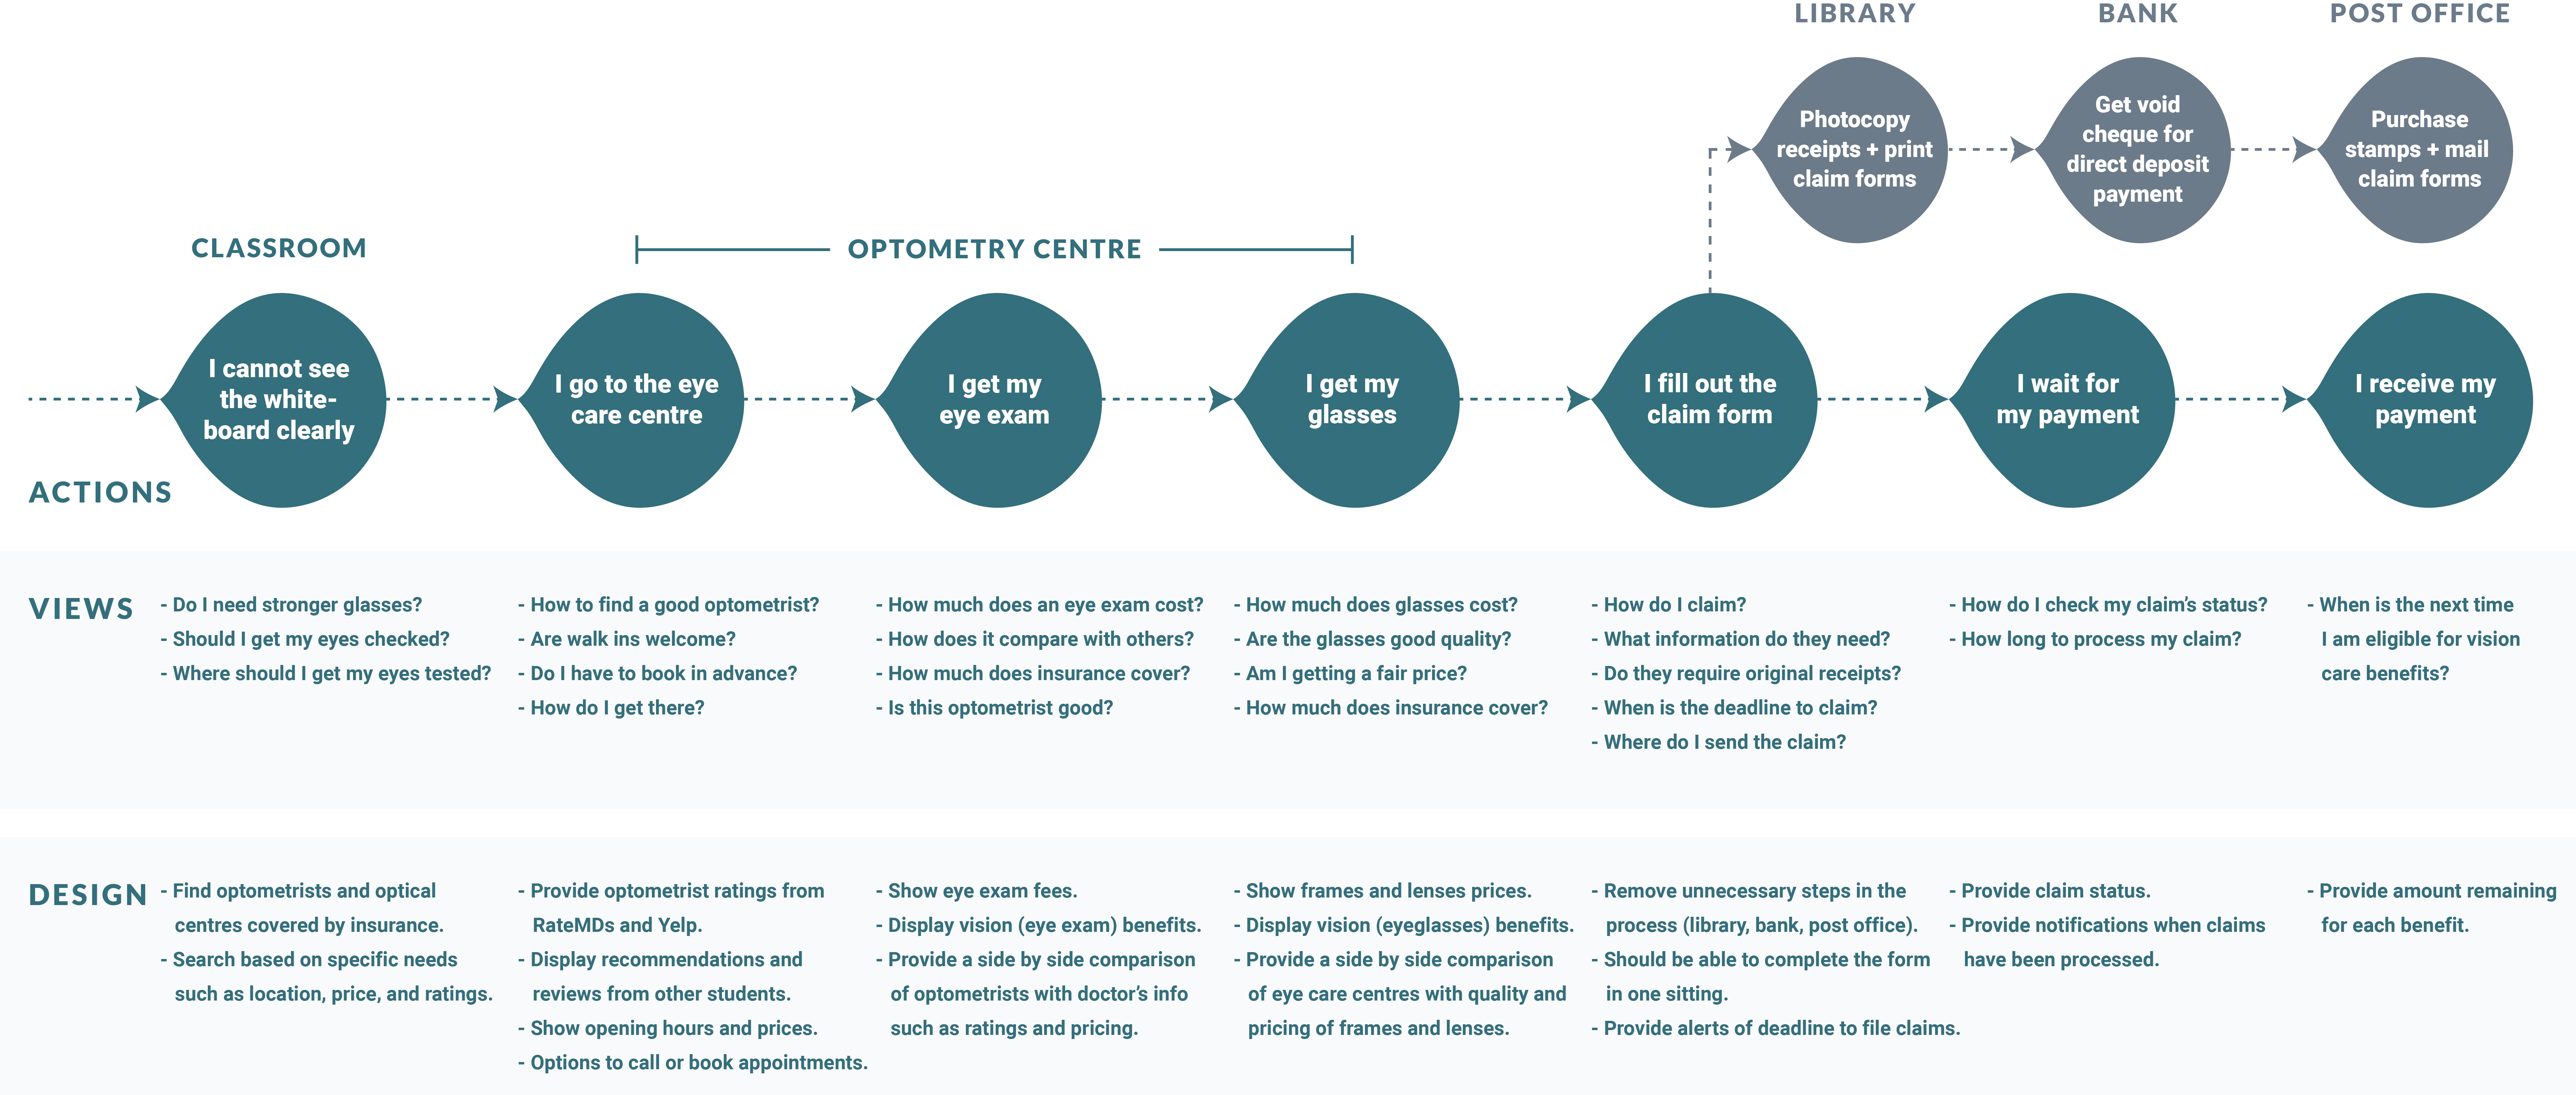 LIBRARY
BANK
POST OFFICE
Photocopy
receipts + print
claim forms
Get void
cheque for
direct deposit
payment
Purchase
stamps + mail
claim forms
CLASSROOM
OPTOMETRY CENTRE
I cannot see
the white-
board clearly
I go to the eye
care centre
I get my
eye exam
I get my
glasses
I fill out the
claim form
I wait for
my payment
I receive my
payment
ACTIONS
VIEWS
- Do I need stronger glasses?
- Should I get my eyes checked?
- Where should I get my eyes tested?
- How to find a good optometrist?
- Are walk ins welcome?
- Do I have to book in advance?
- How do I get there?
- How much does an eye exam cost?
- How does it compare with others?
- How much does insurance cover?
- Is this optometrist good?
- How much does glasses cost?
- Are the glasses good quality?
- Am I getting a fair price?
- How much does insurance cover?
- How do I claim?
- What information do they need?
- Do they require original receipts?
- When is the deadline to claim?
- Where do I send the claim?
- How do I check my claim’s status?
- How long to process my claim?
- When is the next time
I am eligible for vision
care benefits?
DESIGN
- Find optometrists and optical
centres covered by insurance.
- Search based on specific needs
such as location, price, and ratings.
- Provide optometrist ratings from
RateMDs and Yelp.
- Display recommendations and
reviews from other students.
- Show opening hours and prices.
- Options to call or book appointments.
- Show eye exam fees.
- Display vision (eye exam) benefits.
- Provide a side by side comparison
of optometrists with doctor’s info
such as ratings and pricing.
- Show frames and lenses prices.
- Display vision (eyeglasses) benefits.
- Provide a side by side comparison
of eye care centres with quality and
pricing of frames and lenses.
- Remove unnecessary steps in the
process (library, bank, post office).
- Should be able to complete the form
in one sitting.
- Provide alerts of deadline to file claims.
- Provide claim status.
- Provide notifications when claims
have been processed.
- Provide amount remaining
for each benefit.